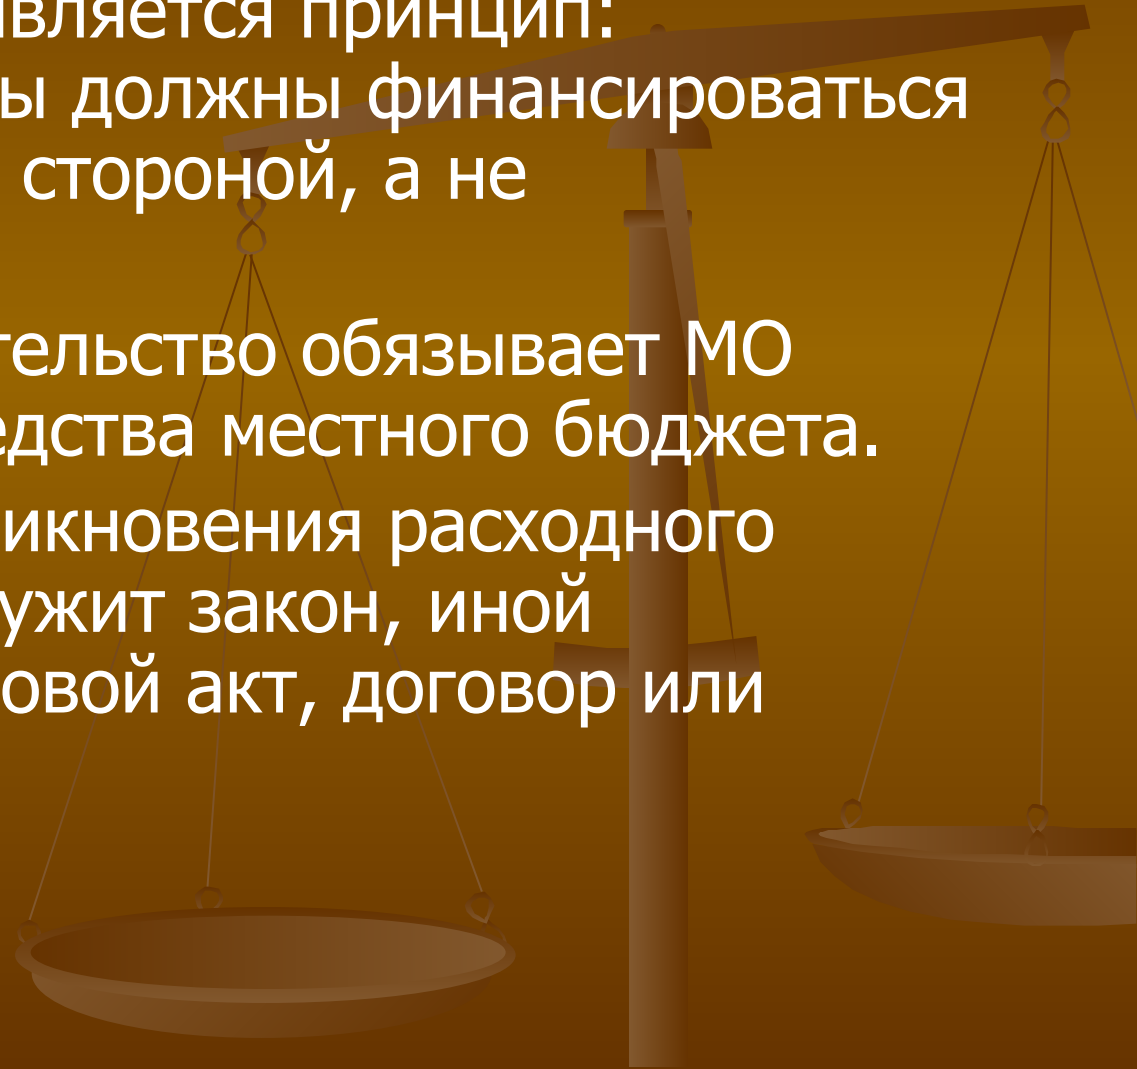 вляется принцип:
ы должны финансироваться
стороной, а не
тельство обязывает МО
едства местного бюджета.
икновения расходного
ужит закон, иной
овой акт, договор или